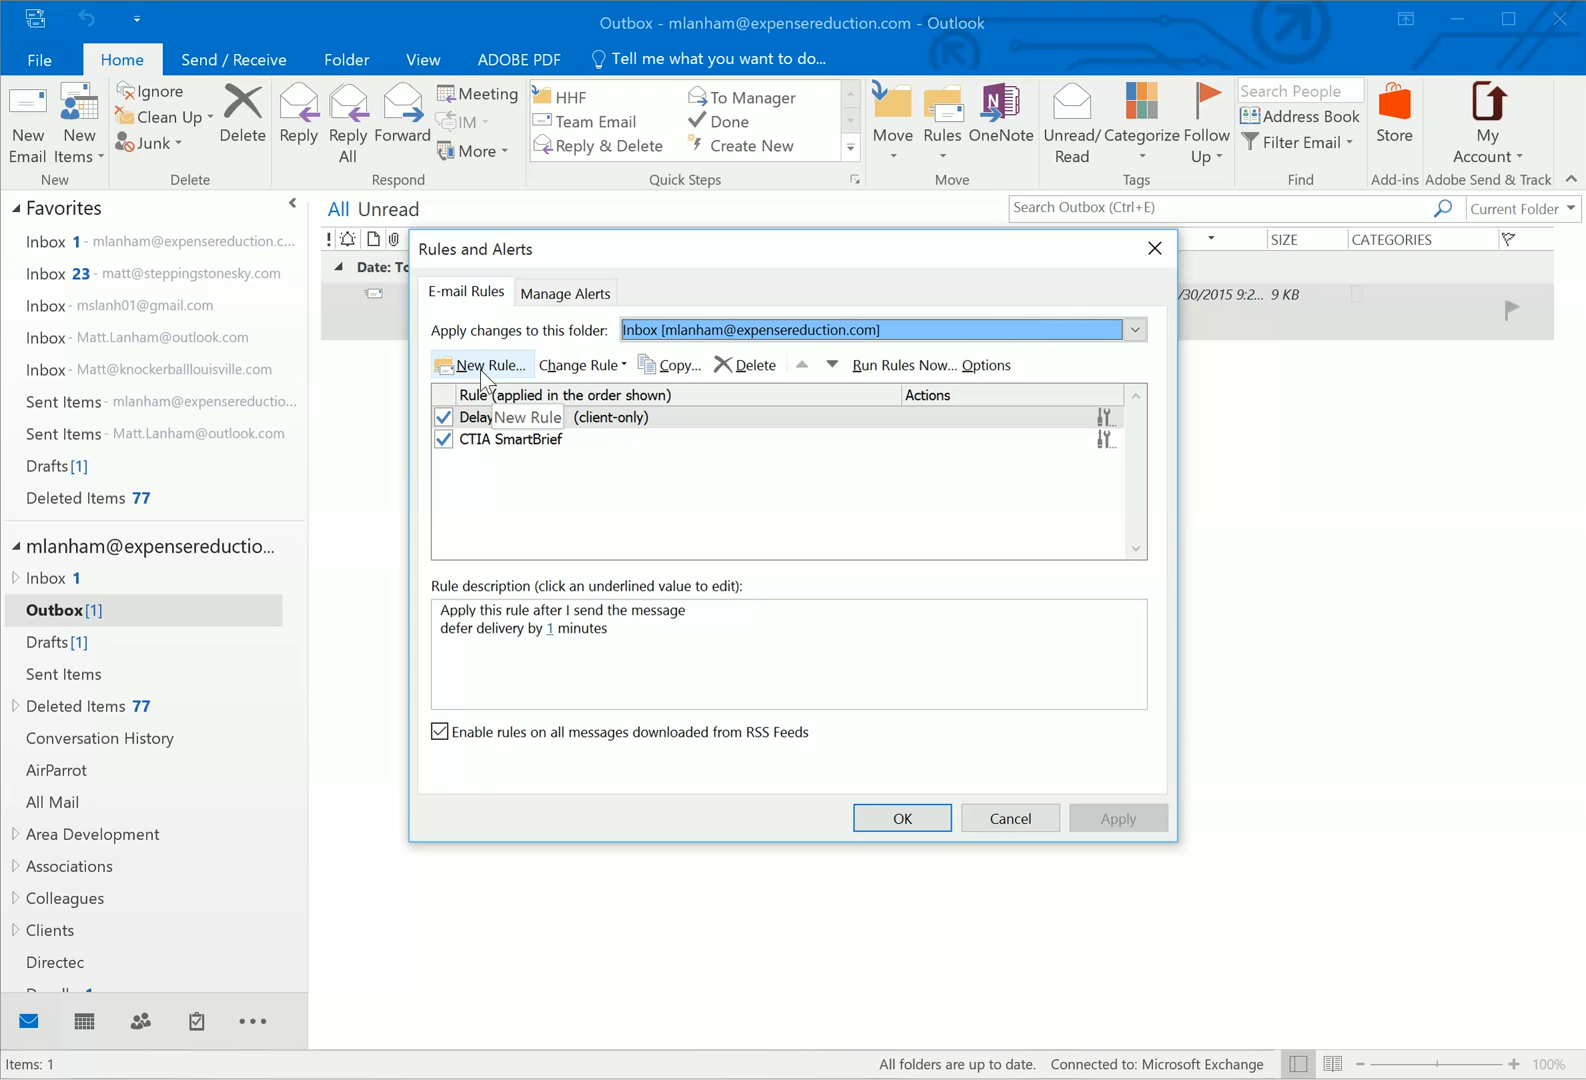 Outbox - mlanham@expensereduction.com - Outlook
File Home Send / Receive Folder View ADOBE PDF Tell me what you want to do...
New Email
New Items
New
Ignore
Clean Up
Junk
Delete
Delete
Reply
Reply All
Forward
Meeting
IM
More
Respond
HHF
Team Email
Reply & Delete
To Manager
Done
Create New
Quick Steps
Move
Rules
OneNote
Move
Unread/ Read
Categorize
Follow Up
Tags
Search People
Address Book
Filter Email
Find
Store
Add-ins
My Account
Adobe Send & Track
Favorites
Inbox 1 - mlanham@expensereduction.c...
Inbox 23 - matt@steppingstonesky.com
Inbox - mslanh01@gmail.com
Inbox - Matt.Lanham@outlook.com
Inbox - Matt@knockerballlouisville.com
Sent Items - mlanham@expensereductio...
Sent Items - Matt.Lanham@outlook.com
Drafts [1]
Deleted Items 77
mlanham@expensereductio...
Inbox 1
Outbox [1]
Drafts [1]
Sent Items
Deleted Items 77
Conversation History
AirParrot
All Mail
Area Development
Associations
Colleagues
Clients
Directec
All Unread
Search Outbox (Ctrl+E)
Current Folder
SIZE CATEGORIES
Date: To
/30/2015 9:2... 9 KB
Rules and Alerts
E-mail Rules Manage Alerts
Apply changes to this folder: Inbox [mlanham@expensereduction.com]
New Rule... Change Rule Copy... Delete Run Rules Now... Options
Rule (applied in the order shown) Actions
Delay (client-only)
New Rule
CTIA SmartBrief
Rule description (click an underlined value to edit):
Apply this rule after I send the message
defer delivery by 1 minutes
Enable rules on all messages downloaded from RSS Feeds
OK Cancel Apply
Items: 1
All folders are up to date. Connected to: Microsoft Exchange
100%